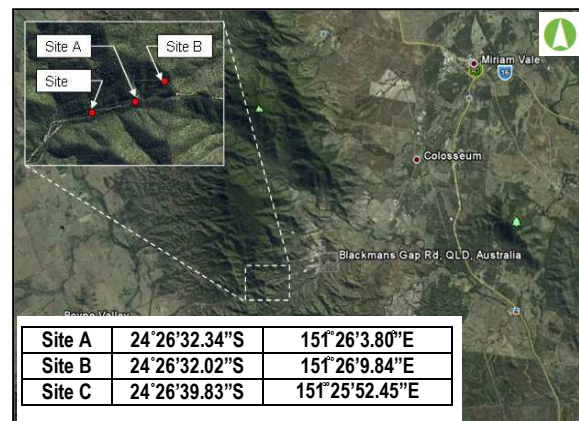 Site A
Site B
Site
Miriam Vale
16
Colosseum
Blackmans Gap Rd, QLD, Australia
Boyne Valley
Site A 24°26'32.34"S 151°26'3.80"E
Site B 24°26'32.02"S 151°26'9.84"E
Site C 24°26'39.83"S 151°25'52.45"E